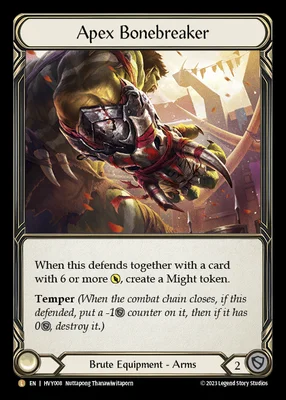 Apex Bonebreaker
When this defends together with a card
with 6 or more , create a Might token.
Temper (When the combat chain closes, if this
defended, put a -1 counter on it, then if it has
0 , destroy it.)
Brute Equipment - Arms
2
L EN | HVY006 Nuttapong Thanawiwitaporn
© 2023 Legend Story Studios